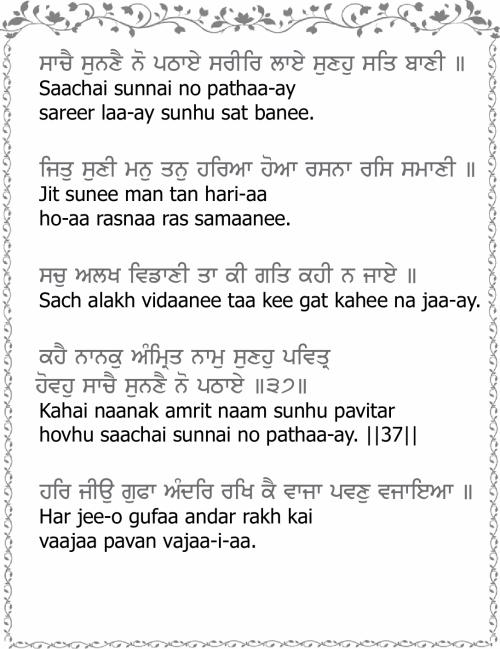 ਸਾਚੈ ਸੁਨਣੈ ਨੋ ਪਠਾਏ ਸਰੀਰਿ ਲਾਏ ਸੁਣਹੁ ਸਤਿ ਬਾਣੀ ॥
Saachai sunnai no pathaa-ay
sareer laa-ay sunhu sat banee.
ਜਿਤੁ ਸੁਣੀ ਮਨੁ ਤਨੁ ਹਰਿਆ ਹੋਆ ਰਸਨਾ ਰਸਿ ਸਮਾਣੀ ॥
Jit sunee man tan hari-aa
ho-aa rasnaa ras samaanee.
ਸਚੁ ਅਲਖ ਵਿਡਾਣੀ ਤਾ ਕੀ ਗਤਿ ਕਹੀ ਨ ਜਾਏ ॥
Sach alakh vidaanee taa kee gat kahee na jaa-ay.
ਕਹੈ ਨਾਨਕੁ ਅੰਮ੍ਰਿਤ ਨਾਮੁ ਸੁਣਹੁ ਪਵਿਤ੍ਰ
ਹੋਵਹੁ ਸਾਚੈ ਸੁਨਣੈ ਨੋ ਪਠਾਏ ॥੩੭॥
Kahai naanak amrit naam sunhu pavitar
hovhu saachai sunnai no pathaa-ay. ||37||
ਹਰਿ ਜੀਉ ਗੁਫਾ ਅੰਦਰਿ ਰਖਿ ਕੈ ਵਾਜਾ ਪਵਣੁ ਵਜਾਇਆ ॥
Har jee-o gufaa andar rakh kai
vaajaa pavan vajaa-i-aa.